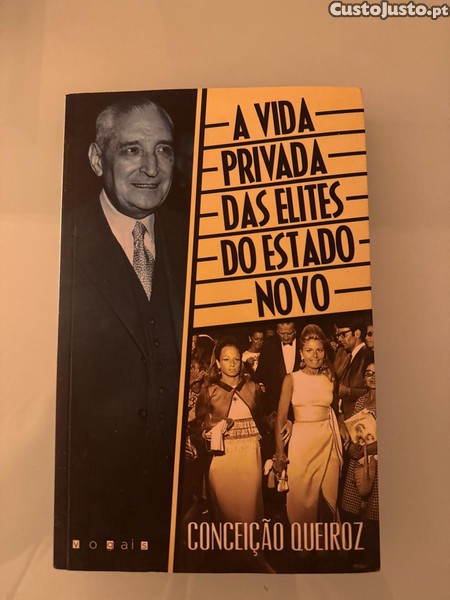 CustoJusto.pt
A VIDA
PRIVADA
DAS ELITES
DO ESTADO
NOVO
vogais
CONCEIÇÃO QUEIROZ